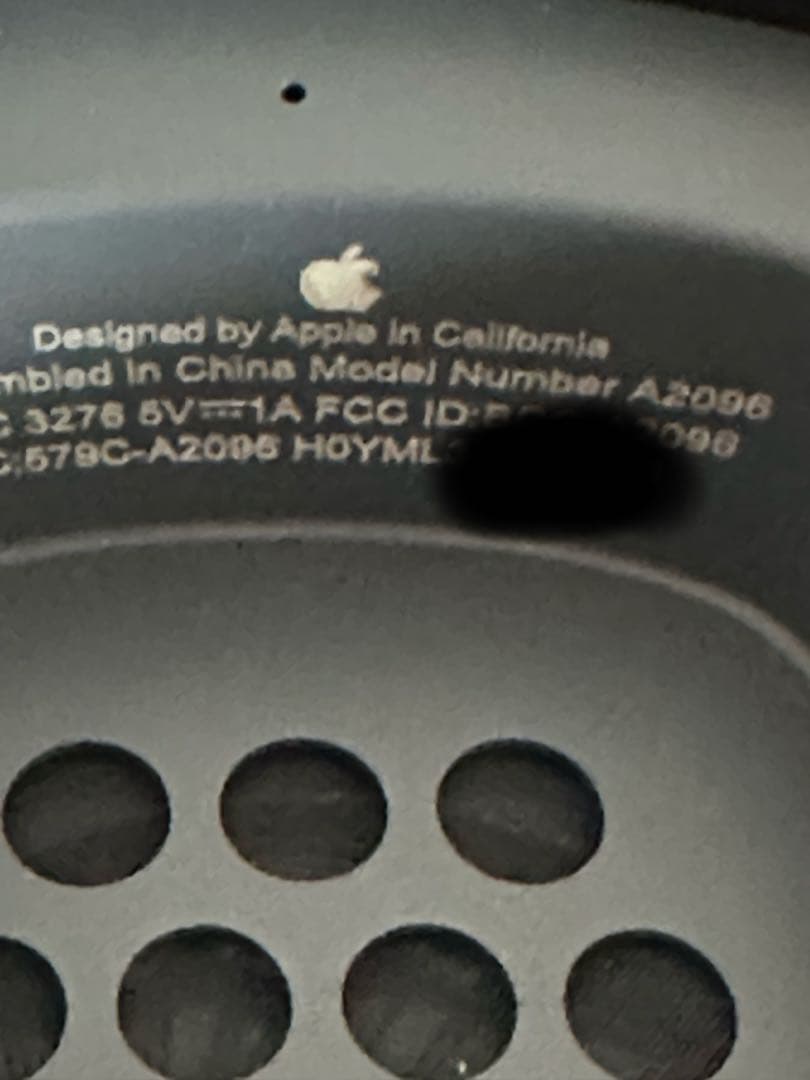 Designed by Apple in California
mbled in China Model Number A2096
C 3276 5V⎓1A FCC ID:
C:579C-A2096 H0YML